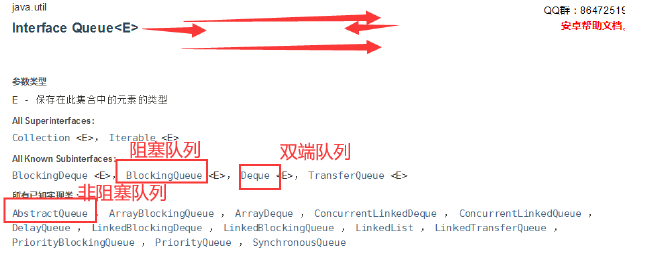 java.util
QQ群：86472519
Interface Queue<E>
安卓帮助文档。
参数类型
E - 保存在此集合中的元素的类型
All Superinterfaces:
Collection <E>， Iterable <E>
阻塞队列
双端队列
All Known Subinterfaces:
BlockingDeque <E>， BlockingQueue <E>， Deque <E>， TransferQueue <E>
所有已知实现类：
非阻塞队列
AbstractQueue ， ArrayBlockingQueue ， ArrayDeque ， ConcurrentLinkedDeque ， ConcurrentLinkedQueue ，
DelayQueue ， LinkedBlockingDeque ， LinkedBlockingQueue ， LinkedList ， LinkedTransferQueue ，
PriorityBlockingQueue ， PriorityQueue ， SynchronousQueue